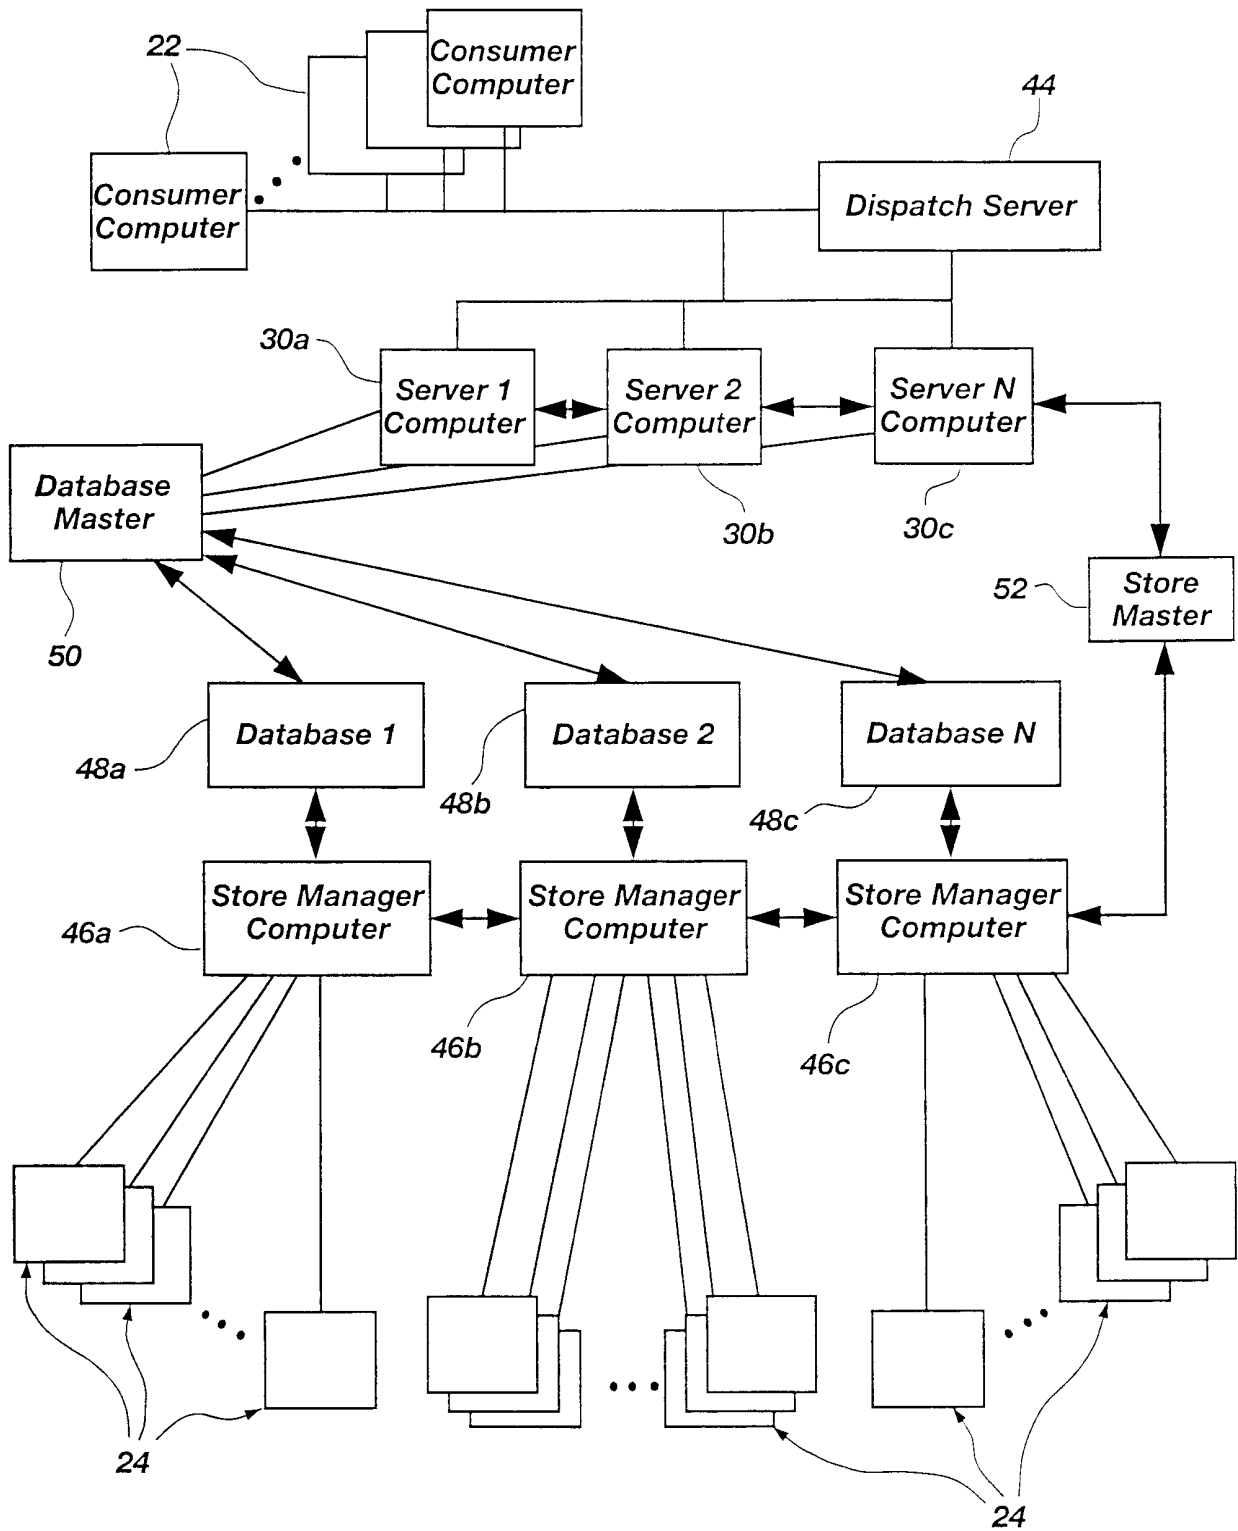 22
Consumer
Computer
44
Consumer
Computer
Dispatch Server
30a
Server 1
Computer
Server 2
Computer
Server N
Computer
Database
Master
30b
30c
52
Store
Master
50
Database 1
Database 2
Database N
48a
48b
48c
Store Manager
Computer
Store Manager
Computer
Store Manager
Computer
46a
46b
46c
24
24